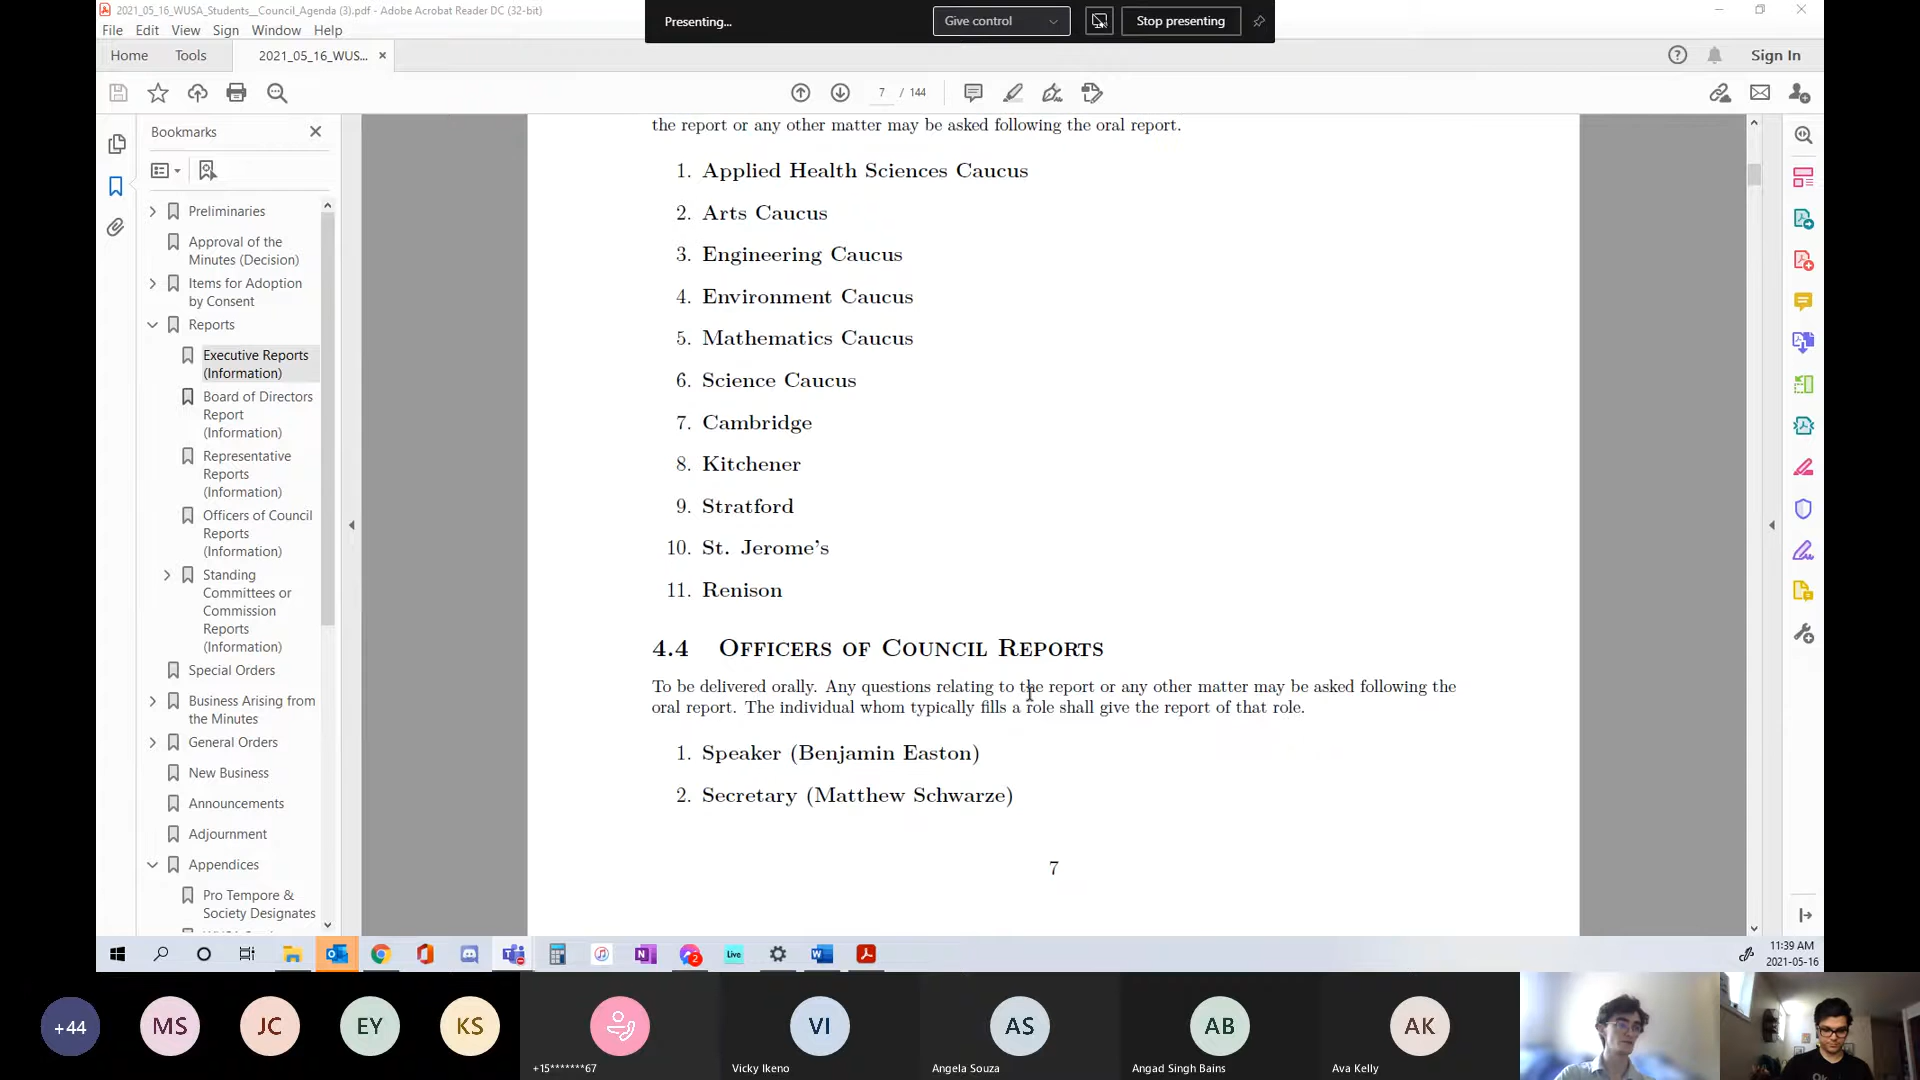 2021_05_16_WUSA_Students__Council_Agenda (3).pdf - Adobe Acrobat Reader DC (32-bit)
File Edit View Sign Window Help
Presenting...
Give control
Stop presenting
Home Tools
2021_05_16_WUS...
Sign In
7 / 144
Bookmarks
Preliminaries
Approval of the
Minutes (Decision)
Items for Adoption
by Consent
Reports
Executive Reports
(Information)
Board of Directors
Report
(Information)
Representative
Reports
(Information)
Officers of Council
Reports
(Information)
Standing
Committees or
Commission
Reports
(Information)
Special Orders
Business Arising from
the Minutes
General Orders
New Business
Announcements
Adjournment
Appendices
Pro Tempore &
Society Designates
the report or any other matter may be asked following the oral report.
1. Applied Health Sciences Caucus
2. Arts Caucus
3. Engineering Caucus
4. Environment Caucus
5. Mathematics Caucus
6. Science Caucus
7. Cambridge
8. Kitchener
9. Stratford
10. St. Jerome's
11. Renison
4.4 Officers of Council Reports
To be delivered orally. Any questions relating to the report or any other matter may be asked following the
oral report. The individual whom typically fills a role shall give the report of that role.
1. Speaker (Benjamin Easton)
2. Secretary (Matthew Schwarze)
7
Live
2
11:39 AM
2021-05-16
+44
MS
JC
EY
KS
VI
AS
AB
AK
+15*******67
Vicky Ikeno
Angela Souza
Angad Singh Bains
Ava Kelly